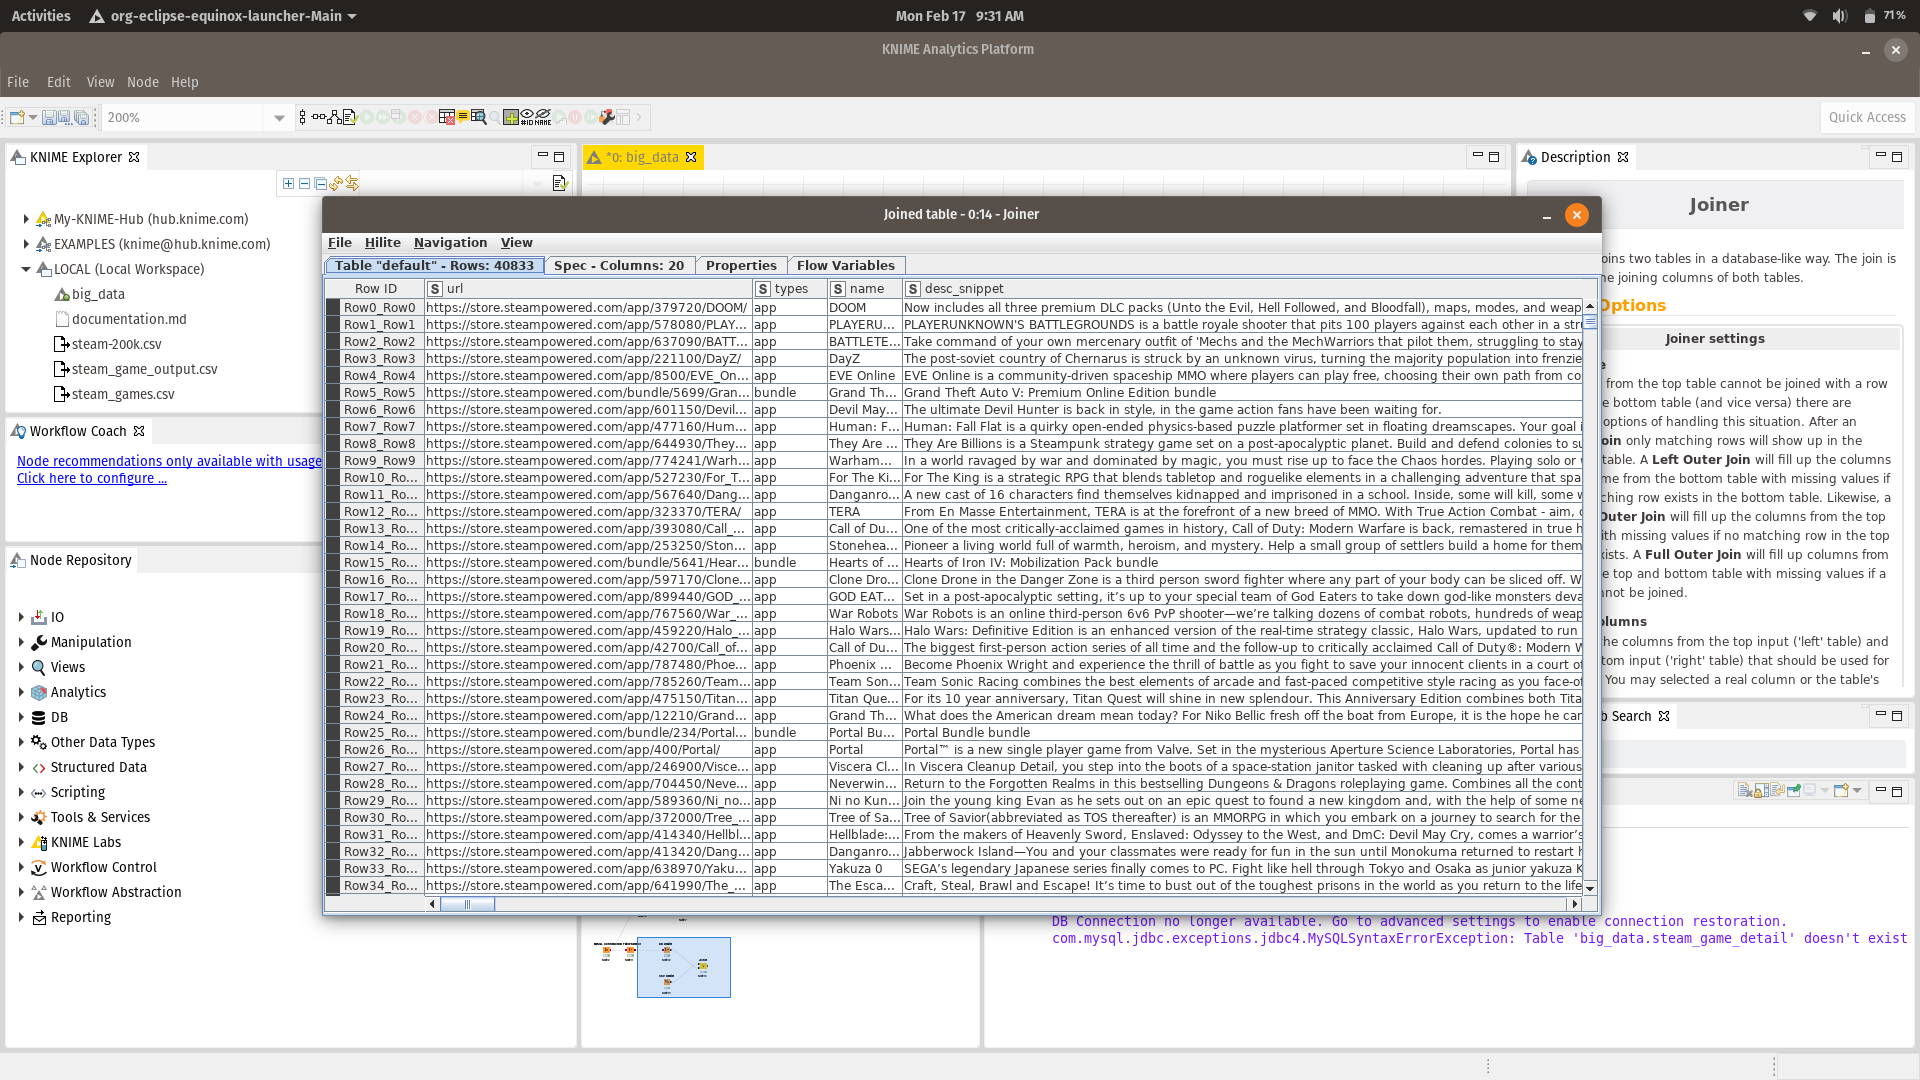 Activities org-eclipse-equinox-launcher-Main Mon Feb 17 9:31 AM 71%
KNIME Analytics Platform
File Edit View Node Help
200% Quick Access
KNIME Explorer *0: big_data Description
My-KNIME-Hub (hub.knime.com)
EXAMPLES (knime@hub.knime.com)
LOCAL (Local Workspace)
big_data
documentation.md
steam-200k.csv
steam_game_output.csv
steam_games.csv
Workflow Coach
Node recommendations only available with usage
Click here to configure ...
Node Repository
IO
Manipulation
Views
Analytics
DB
Other Data Types
Structured Data
Scripting
Tools & Services
KNIME Labs
Workflow Control
Workflow Abstraction
Reporting
Joined table - 0:14 - Joiner
File Hilite Navigation View
Table "default" - Rows: 40833 Spec - Columns: 20 Properties Flow Variables
Row ID S url S types S name S desc_snippet
Row0_Row0 https://store.steampowered.com/app/379720/DOOM/ app DOOM Now includes all three premium DLC packs (Unto the Evil, Hell Followed, and Bloodfall), maps, modes, and weap
Row1_Row1 https://store.steampowered.com/app/578080/PLAY... app PLAYERU... PLAYERUNKNOWN'S BATTLEGROUNDS is a battle royale shooter that pits 100 players against each other in a stru
Row2_Row2 https://store.steampowered.com/app/637090/BATT... app BATTLETE... Take command of your own mercenary outfit of 'Mechs and the MechWarriors that pilot them, struggling to stay
Row3_Row3 https://store.steampowered.com/app/221100/DayZ/ app DayZ The post-soviet country of Chernarus is struck by an unknown virus, turning the majority population into frenzie
Row4_Row4 https://store.steampowered.com/app/8500/EVE_On... app EVE Online EVE Online is a community-driven spaceship MMO where players can play free, choosing their own path from co
Row5_Row5 https://store.steampowered.com/bundle/5699/Gran... bundle Grand Th... Grand Theft Auto V: Premium Online Edition bundle
Row6_Row6 https://store.steampowered.com/app/601150/Devil... app Devil May... The ultimate Devil Hunter is back in style, in the game action fans have been waiting for.
Row7_Row7 https://store.steampowered.com/app/477160/Hum... app Human: F... Human: Fall Flat is a quirky open-ended physics-based puzzle platformer set in floating dreamscapes. Your goal i
Row8_Row8 https://store.steampowered.com/app/644930/They... app They Are ... They Are Billions is a Steampunk strategy game set on a post-apocalyptic planet. Build and defend colonies to su
Row9_Row9 https://store.steampowered.com/app/774241/Warh... app Warham... In a world ravaged by war and dominated by magic, you must rise up to face the Chaos hordes. Playing solo or
Row10_Ro... https://store.steampowered.com/app/527230/For_T... app For The Ki... For The King is a strategic RPG that blends tabletop and roguelike elements in a challenging adventure that spa
Row11_Ro... https://store.steampowered.com/app/567640/Dang... app Danganro... A new cast of 16 characters find themselves kidnapped and imprisoned in a school. Inside, some will kill, some
Row12_Ro... https://store.steampowered.com/app/323370/TERA/ app TERA From En Masse Entertainment, TERA is at the forefront of a new breed of MMO. With True Action Combat - aim,
Row13_Ro... https://store.steampowered.com/app/393080/Call_... app Call of Du... One of the most critically-acclaimed games in history, Call of Duty: Modern Warfare is back, remastered in true h
Row14_Ro... https://store.steampowered.com/app/253250/Ston... app Stonehea... Pioneer a living world full of warmth, heroism, and mystery. Help a small group of settlers build a home for them
Row15_Ro... https://store.steampowered.com/bundle/5641/Hear... bundle Hearts of ... Hearts of Iron IV: Mobilization Pack bundle
Row16_Ro... https://store.steampowered.com/app/597170/Clone... app Clone Dro... Clone Drone in the Danger Zone is a third person sword fighter where any part of your body can be sliced off. W
Row17_Ro... https://store.steampowered.com/app/899440/GOD_... app GOD EAT... Set in a post-apocalyptic setting, it’s up to your special team of God Eaters to take down god-like monsters deva
Row18_Ro... https://store.steampowered.com/app/767560/War_... app War Robots War Robots is an online third-person 6v6 PvP shooter—we’re talking dozens of combat robots, hundreds of weap
Row19_Ro... https://store.steampowered.com/app/459220/Halo_... app Halo Wars... Halo Wars: Definitive Edition is an enhanced version of the real-time strategy classic, Halo Wars, updated to run
Row20_Ro... https://store.steampowered.com/app/42700/Call_of... app Call of Du... The biggest first-person action series of all time and the follow-up to critically acclaimed Call of Duty®: Modern W
Row21_Ro... https://store.steampowered.com/app/787480/Phoe... app Phoenix ... Become Phoenix Wright and experience the thrill of battle as you fight to save your innocent clients in a court of
Row22_Ro... https://store.steampowered.com/app/785260/Team... app Team Son... Team Sonic Racing combines the best elements of arcade and fast-paced competitive style racing as you face-of
Row23_Ro... https://store.steampowered.com/app/475150/Titan... app Titan Que... For its 10 year anniversary, Titan Quest will shine in new splendour. This Anniversary Edition combines both Tita
Row24_Ro... https://store.steampowered.com/app/12210/Grand... app Grand Th... What does the American dream mean today? For Niko Bellic fresh off the boat from Europe, it is the hope he can
Row25_Ro... https://store.steampowered.com/bundle/234/Portal... bundle Portal Bu... Portal Bundle bundle
Row26_Ro... https://store.steampowered.com/app/400/Portal/ app Portal Portal™ is a new single player game from Valve. Set in the mysterious Aperture Science Laboratories, Portal has
Row27_Ro... https://store.steampowered.com/app/246900/Visce... app Viscera Cl... In Viscera Cleanup Detail, you step into the boots of a space-station janitor tasked with cleaning up after various
Row28_Ro... https://store.steampowered.com/app/704450/Neve... app Neverwin... Return to the Forgotten Realms in this bestselling Dungeons & Dragons roleplaying game. Combines all the cont
Row29_Ro... https://store.steampowered.com/app/589360/Ni_no... app Ni no Kun... Join the young king Evan as he sets out on an epic quest to found a new kingdom and, with the help of some ne
Row30_Ro... https://store.steampowered.com/app/372000/Tree_... app Tree of Sa... Tree of Savior(abbreviated as TOS thereafter) is an MMORPG in which you embark on a journey to search for the
Row31_Ro... https://store.steampowered.com/app/414340/Hellbl... app Hellblade:... From the makers of Heavenly Sword, Enslaved: Odyssey to the West, and DmC: Devil May Cry, comes a warrior’s
Row32_Ro... https://store.steampowered.com/app/413420/Dang... app Danganro... Jabberwock Island—You and your classmates were ready for fun in the sun until Monokuma returned to restart h
Row33_Ro... https://store.steampowered.com/app/638970/Yaku... app Yakuza 0 SEGA’s legendary Japanese series finally comes to PC. Fight like hell through Tokyo and Osaka as junior yakuza K
Row34_Ro... https://store.steampowered.com/app/641990/The_... app The Esca... Craft, Steal, Brawl and Escape! It’s time to bust out of the toughest prisons in the world as you return to the life
Joiner
oins two tables in a database-like way. The join is
e joining columns of both tables.
Options
Joiner settings
e
from the top table cannot be joined with a row
bottom table (and vice versa) there are
options of handling this situation. After an
oin only matching rows will show up in the
table. A Left Outer Join will fill up the columns
me from the bottom table with missing values if
hing row exists in the bottom table. Likewise, a
Outer Join will fill up the columns from the top
th missing values if no matching row in the top
xists. A Full Outer Join will fill up columns from
e top and bottom table with missing values if a
nnot be joined.
olumns
the columns from the top input ('left' table) and
tom input ('right' table) that should be used for
You may selected a real column or the table's
b Search
DB Connection no longer available. Go to advanced settings to enable connection restoration.
com.mysql.jdbc.exceptions.jdbc4.MySQLSyntaxErrorException: Table 'big_data.steam_game_detail' doesn't exist